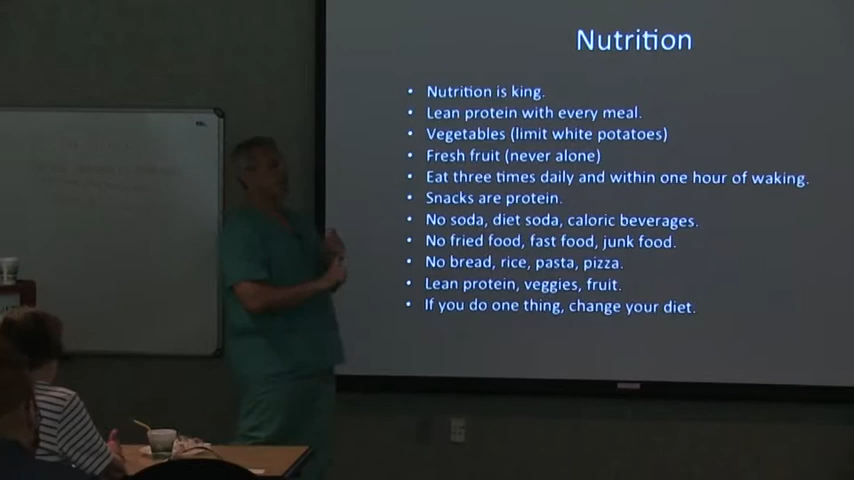 Nutrition
• Nutrition is king.
• Lean protein with every meal.
• Vegetables (limit white potatoes)
• Fresh fruit (never alone)
• Eat three times daily and within one hour of waking.
• Snacks are protein.
• No soda, diet soda, caloric beverages.
• No fried food, fast food, junk food.
• No bread, rice, pasta, pizza.
• Lean protein, veggies, fruit.
• If you do one thing, change your diet.